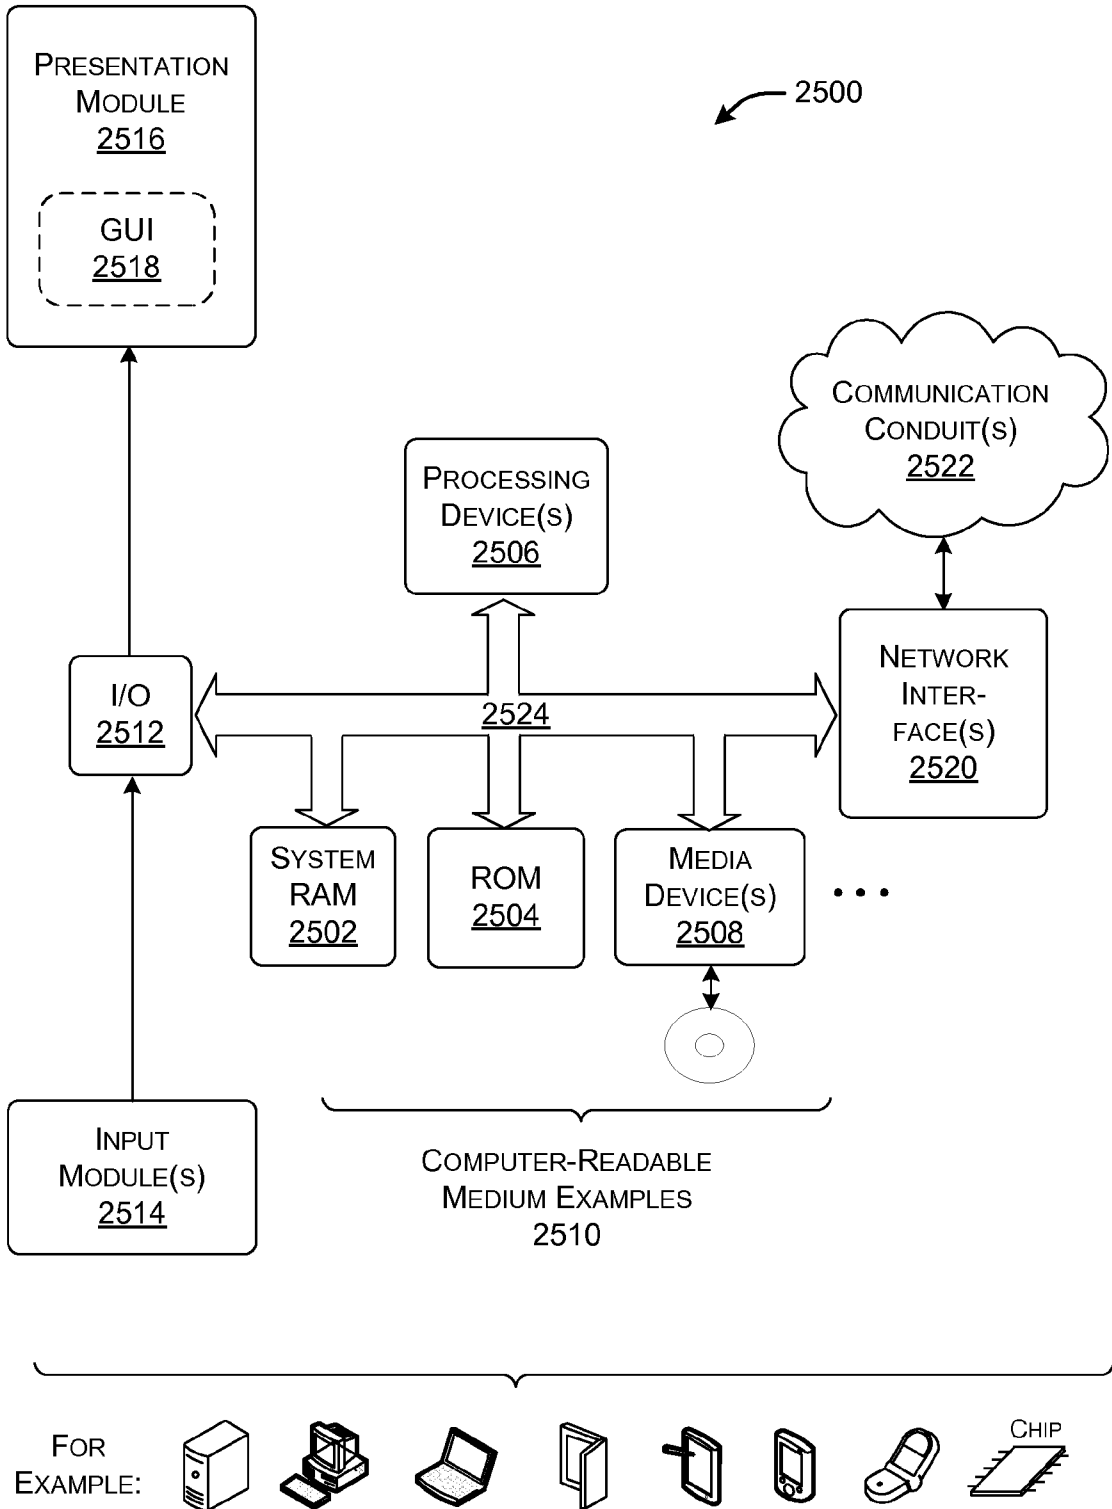 PRESENTATION
MODULE
2516
GUI
2518
2500
COMMUNICATION
CONDUIT(S)
2522
PROCESSING
DEVICE(S)
2506
I/O
2512
2524
NETWORK
INTER-
FACE(S)
2520
SYSTEM
RAM
2502
ROM
2504
MEDIA
DEVICE(S)
2508
• • •
INPUT
MODULE(S)
2514
COMPUTER-READABLE
MEDIUM EXAMPLES
2510
FOR
EXAMPLE:
CHIP